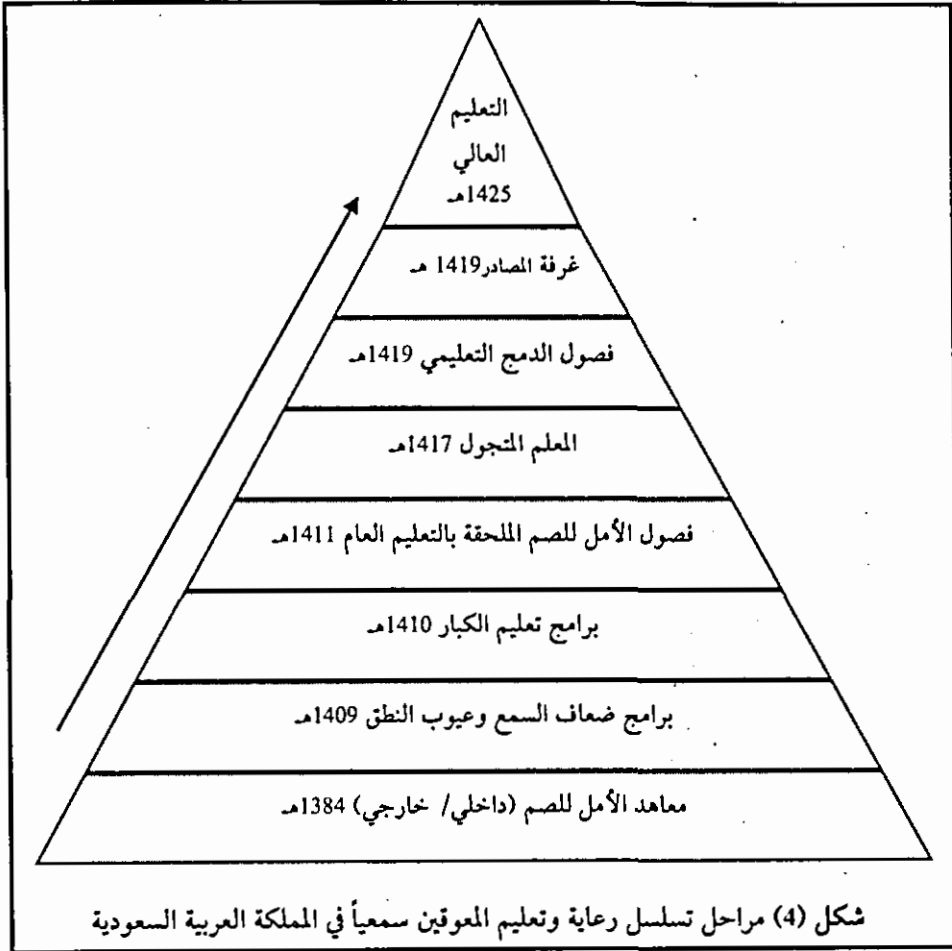 التعليم
العالي
1425هـ
غرفة المصادر1419 هـ
فصول الدمج التعليمي 1419هـ
المعلم المتجول 1417هـ
فصول الأمل للصم الملحقة بالتعليم العام 1411هـ
برامج تعليم الكبار 1410هـ
برامج ضعاف السمع وعيوب النطق 1409هـ
معاهد الأمل للصم (داخلي/ خارجي) 1384هـ
شكل (4) مراحل تسلسل رعاية وتعليم المعوقين سمعياً في المملكة العربية السعودية